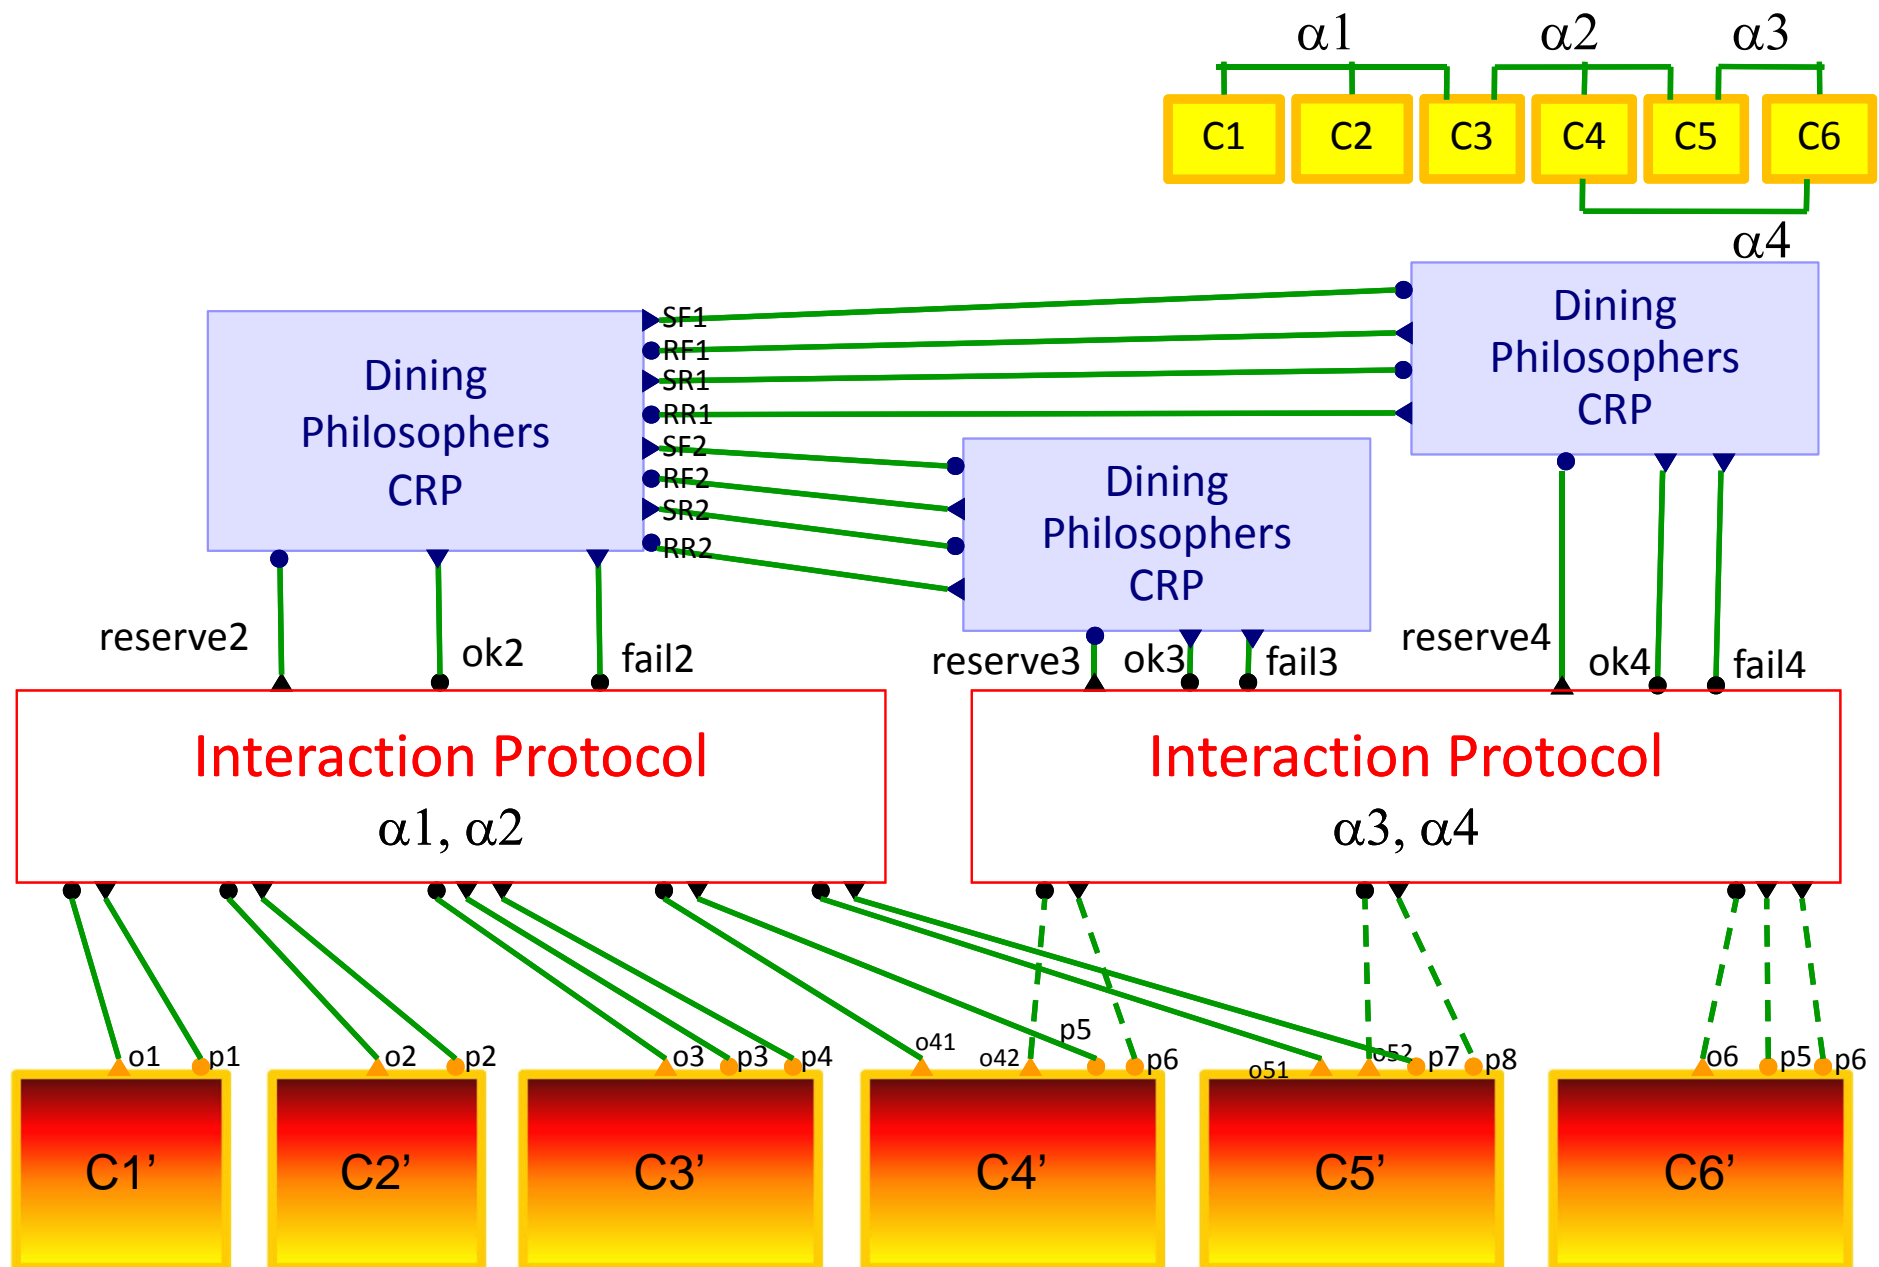 α1 α2 α3
C1 C2 C3 C4 C5 C6
α4
Dining
Philosophers
CRP
SF1
RF1
SR1
RR1
SF2
RF2
SR2
RR2
Dining
Philosophers
CRP
Dining
Philosophers
CRP
reserve2 ok2 fail2
reserve3 ok3 fail3
reserve4 ok4 fail4
Interaction Protocol
α1, α2
Interaction Protocol
α3, α4
o1 p1 o2 p2 o3 p3 p4 o41 o42 p5 p6 o51 o52 p7 p8 o6 p5 p6
C1’ C2’ C3’ C4’ C5’ C6’